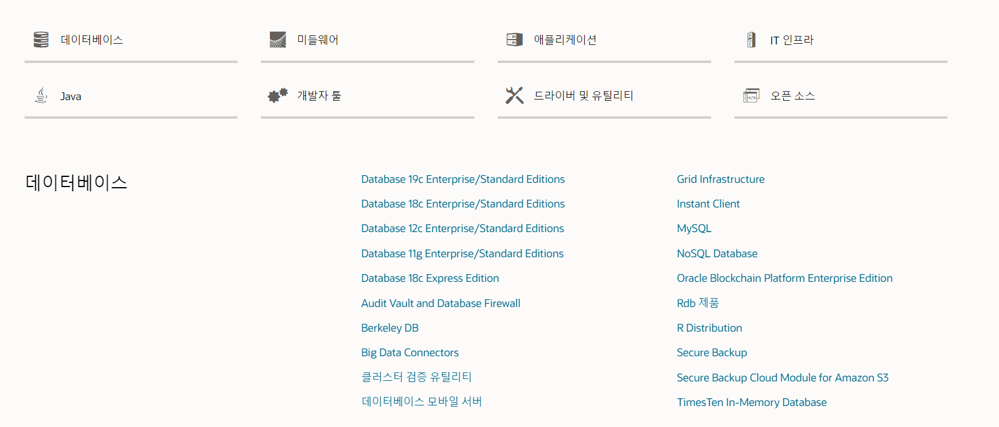 데이터베이스
미들웨어
애플리케이션
IT 인프라
Java
개발자 툴
드라이버 및 유틸리티
오픈 소스
데이터베이스
Database 19c Enterprise/Standard Editions
Database 18c Enterprise/Standard Editions
Database 12c Enterprise/Standard Editions
Database 11g Enterprise/Standard Editions
Database 18c Express Edition
Audit Vault and Database Firewall
Berkeley DB
Big Data Connectors
클러스터 검증 유틸리티
데이터베이스 모바일 서버
Grid Infrastructure
Instant Client
MySQL
NoSQL Database
Oracle Blockchain Platform Enterprise Edition
Rdb 제품
R Distribution
Secure Backup
Secure Backup Cloud Module for Amazon S3
TimesTen In-Memory Database